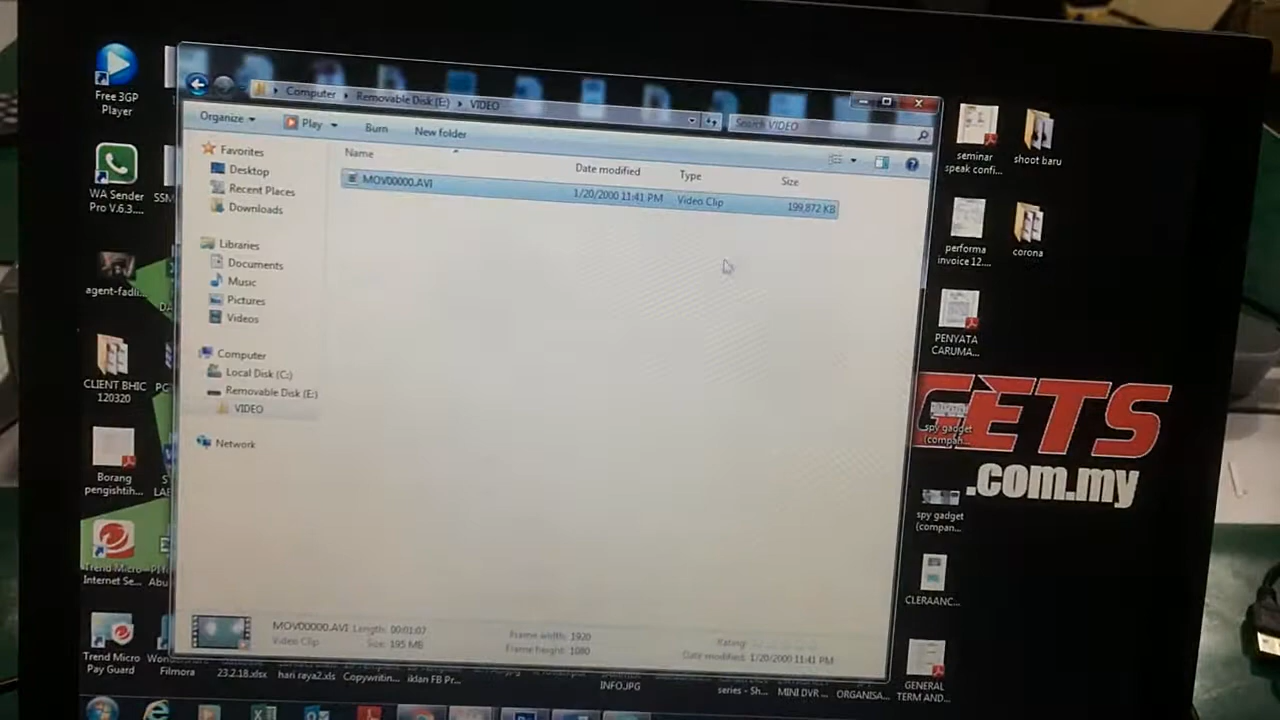 Free 3GP
Player
WA Sender
Pro V.6.3....
SSM
agent-fadli...
CLIENT BHIC
120320
Borang
pengishtih...
Trend Micro
Internet Se...
Trend Micro
Pay Guard
Filmora
Computer
Removable Disk (E:)
VIDEO
Search VIDEO
Organize
Play
Burn
New folder
Favorites
Desktop
Recent Places
Downloads
Libraries
Documents
Music
Pictures
Videos
Computer
Local Disk (C:)
Removable Disk (E:)
VIDEO
Network
Name
Date modified
Type
Size
MOV00000.AVI
1/20/2000 11:41 PM
Video Clip
199,872 KB
MOV00000.AVI Length: 00:01:07
Video Clip
Size: 195 MB
Frame width: 1920
Frame height: 1080
Rating:
Date modified: 1/20/2000 11:41 PM
23.2.18.xlsx
hari raya2.xls
Copywritin...
iklan FB Pr...
INFO.JPG
series - Sh...
MINI DVR ...
ORGANISA...
seminar
speak confi...
shoot baru
performa
invoice 12....
corona
PENYATA
CARUMA...
GETS
.com.my
spy gadget
(compan...
spy gadget
(compan...
CLERAANC...
GENERAL
TERM AND...